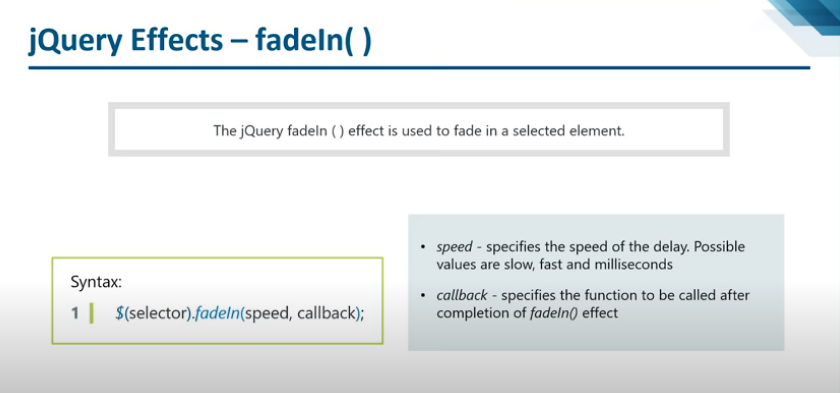 jQuery Effects – fadeIn( )
The jQuery fadeIn ( ) effect is used to fade in a selected element.
Syntax:
1 $(selector).fadeIn(speed, callback);
• speed - specifies the speed of the delay. Possible
values are slow, fast and milliseconds
• callback - specifies the function to be called after
completion of fadeIn() effect